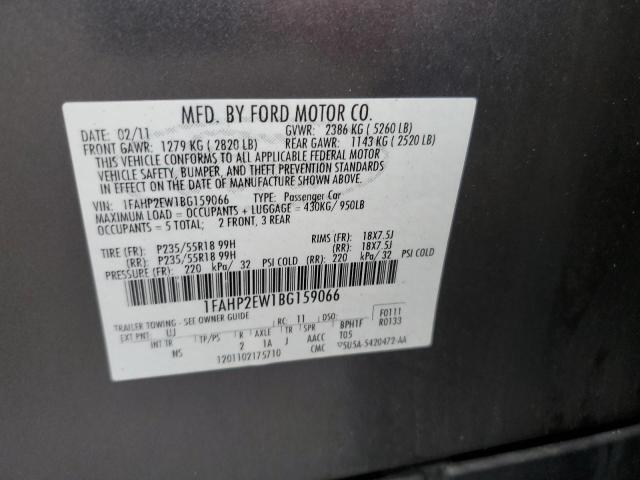 MFD. BY FORD MOTOR CO.
DATE: 02/11 GVWR: 2386 KG ( 5260 LB)
FRONT GAWR: 1279 KG ( 2820 LB) REAR GAWR: 1143 KG ( 2520 LB)
THIS VEHICLE CONFORMS TO ALL APPLICABLE FEDERAL MOTOR
VEHICLE SAFETY, BUMPER, AND THEFT PREVENTION STANDARDS
IN EFFECT ON THE DATE OF MANUFACTURE SHOWN ABOVE.
VIN: 1FAHP2EW1BG159066 TYPE: Passenger Car
MAXIMUM LOAD = OCCUPANTS + LUGGAGE = 430KG/ 950LB
OCCUPANTS = 5 TOTAL; 2 FRONT, 3 REAR
TIRE (FR): P235/55R18 99H RIMS (FR): 18X7.5J
(RR): P235/55R18 99H (RR): 18X7.5J
PRESSURE (FR): 220 kPa/ 32 PSI COLD (RR): 220 kPa/ 32 PSI COLD
1FAHP2EW1BG159066
TRAILER TOWING - SEE OWNER GUIDE RC: 11 DSO: F0111
EXT PNT: UJ R0133
INT TR TP/PS R AXLE TR SPR BPHTF
NS 2 1A J AACC T05
1201102175710 CMC ▽5U5A-5420472-AA